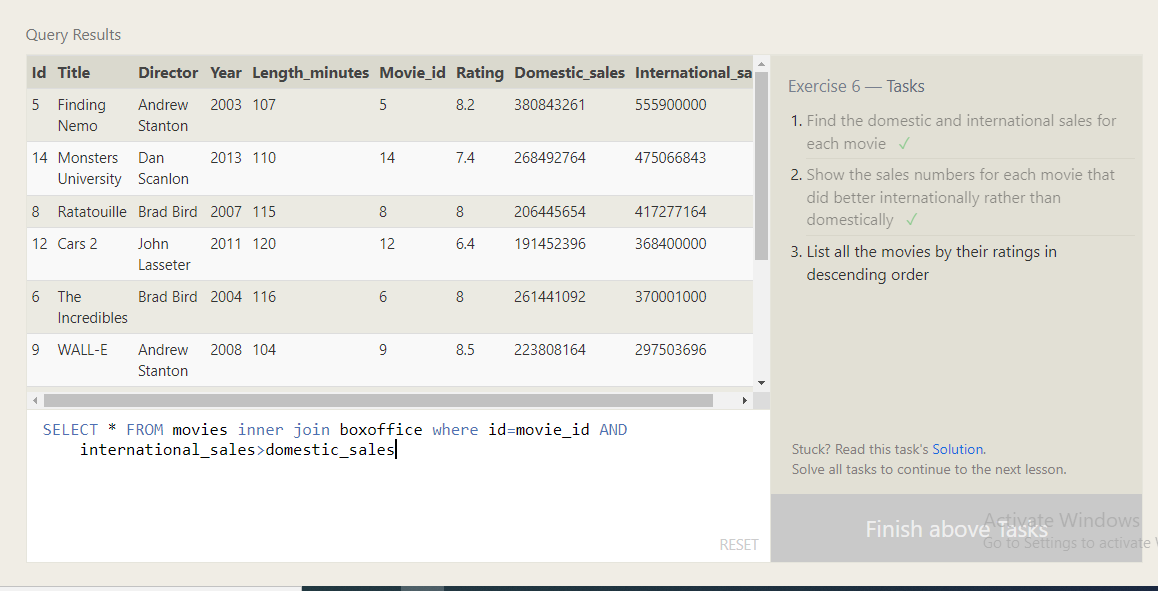 Query Results
Id Title Director Year Length_minutes Movie_id Rating Domestic_sales International_sa
5 Finding Andrew 2003 107 5 8.2 380843261 555900000
Nemo Stanton
14 Monsters Dan 2013 110 14 7.4 268492764 475066843
University Scanlon
8 Ratatouille Brad Bird 2007 115 8 8 206445654 417277164
12 Cars 2 John 2011 120 12 6.4 191452396 368400000
Lasseter
6 The Brad Bird 2004 116 6 8 261441092 370001000
Incredibles
9 WALL-E Andrew 2008 104 9 8.5 223808164 297503696
Stanton
SELECT * FROM movies inner join boxoffice where id=movie_id AND
international_sales>domestic_sales
RESET
Exercise 6 — Tasks
1. Find the domestic and international sales for
each movie ✓
2. Show the sales numbers for each movie that
did better internationally rather than
domestically ✓
3. List all the movies by their ratings in
descending order
Stuck? Read this task's Solution.
Solve all tasks to continue to the next lesson.
Finish above Tasks
Activate Windows
Go to Settings to activate